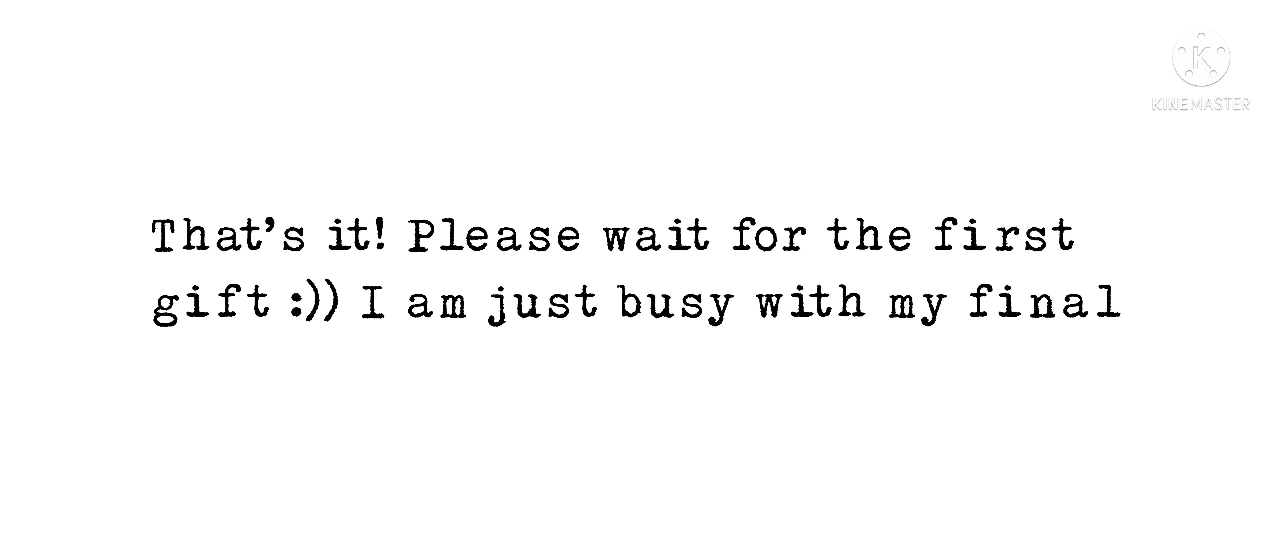 KINEMASTER
That's it! Please wait for the first
gift :)) I am just busy with my final